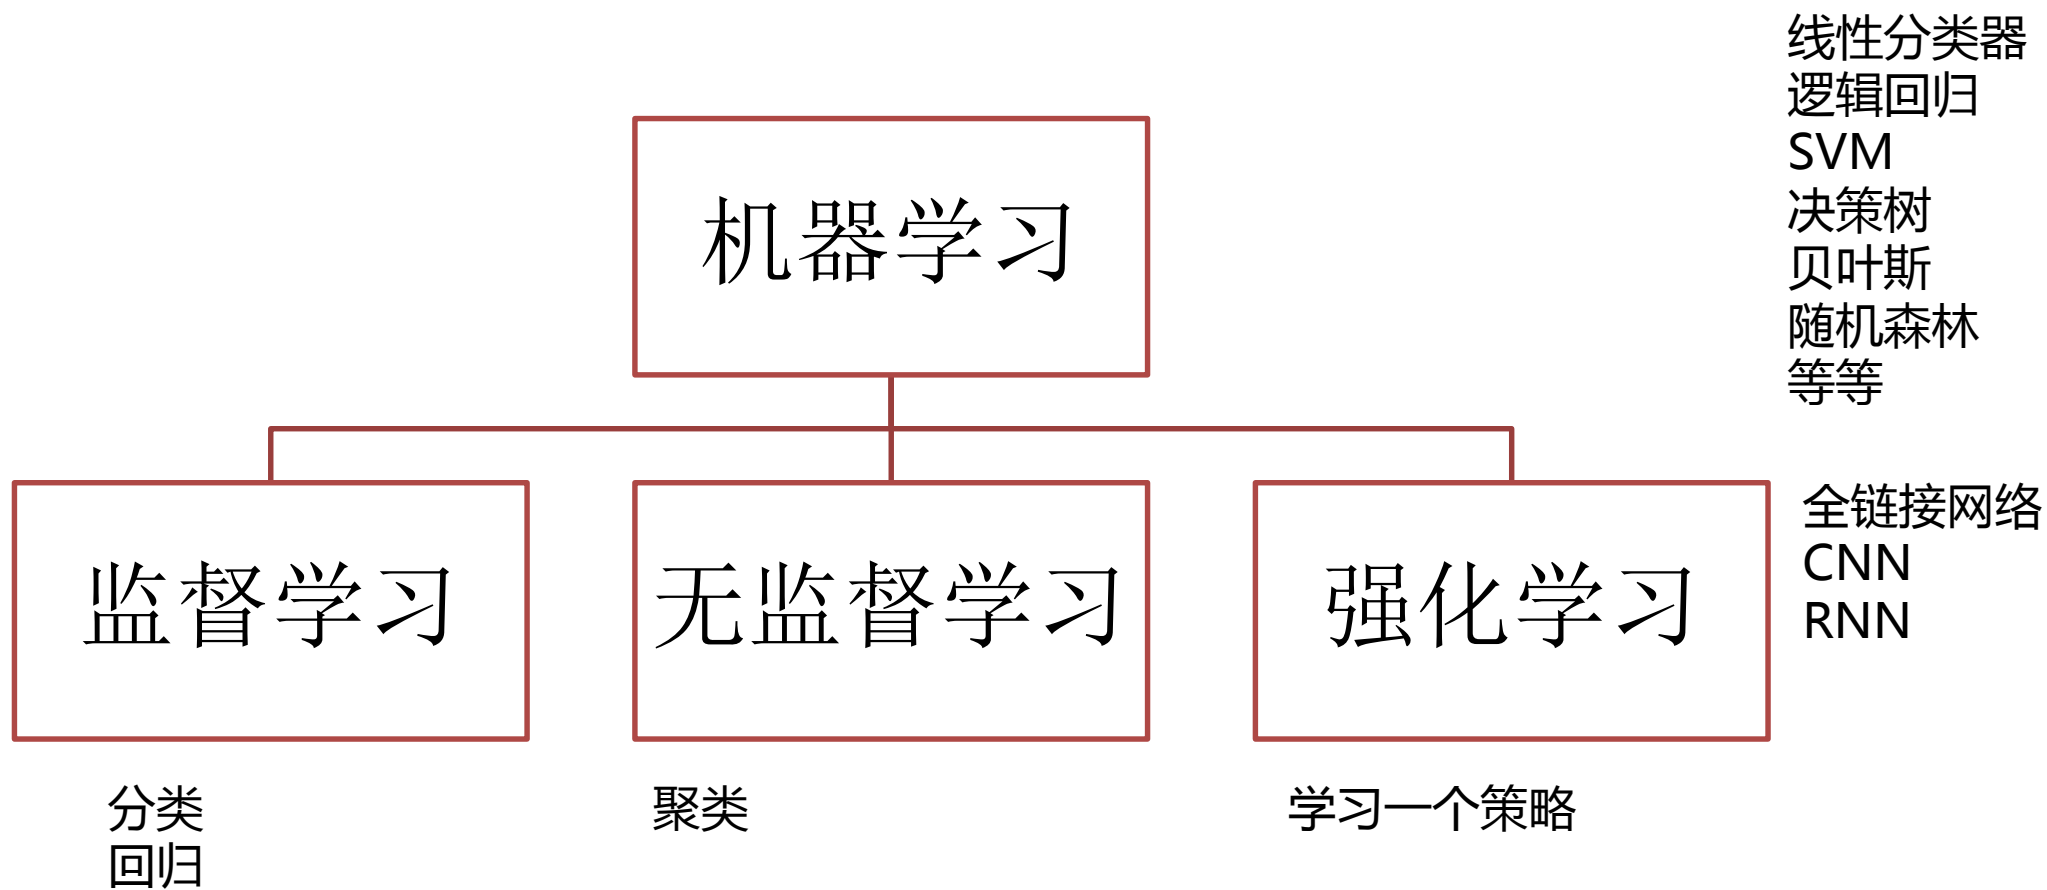 线性分类器
逻辑回归
SVM
决策树
贝叶斯
随机森林
等等
机器学习
监督学习
无监督学习
强化学习
全链接网络
CNN
RNN
分类
回归
聚类
学习一个策略